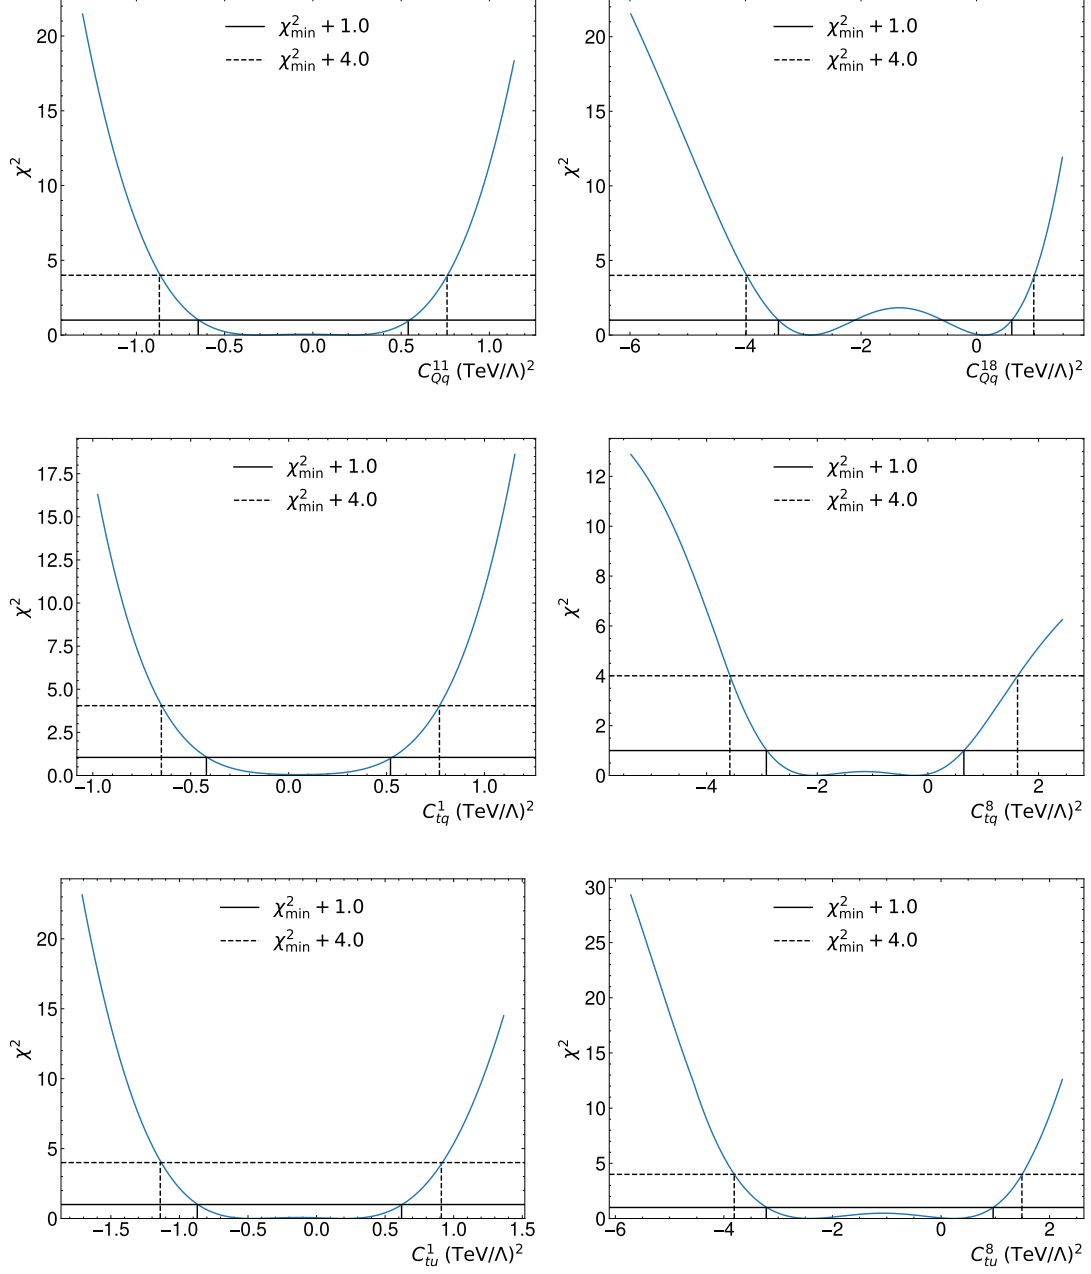 χ²min + 1.0
χ²min + 4.0
20
15
10
5
0
χ²
−1.0 −0.5 0.0 0.5 1.0
C¹¹Qq (TeV/Λ)²
χ²min + 1.0
χ²min + 4.0
20
15
10
5
0
χ²
−6 −4 −2 0
C¹⁸Qq (TeV/Λ)²
χ²min + 1.0
χ²min + 4.0
17.5
15.0
12.5
10.0
7.5
5.0
2.5
0.0
χ²
−1.0 −0.5 0.0 0.5 1.0
C¹tq (TeV/Λ)²
χ²min + 1.0
χ²min + 4.0
12
10
8
6
4
2
0
χ²
−4 −2 0 2
C⁸tq (TeV/Λ)²
χ²min + 1.0
χ²min + 4.0
20
15
10
5
0
χ²
−1.5 −1.0 −0.5 0.0 0.5 1.0 1.5
C¹tu (TeV/Λ)²
χ²min + 1.0
χ²min + 4.0
30
25
20
15
10
5
0
χ²
−6 −4 −2 0 2
C⁸tu (TeV/Λ)²